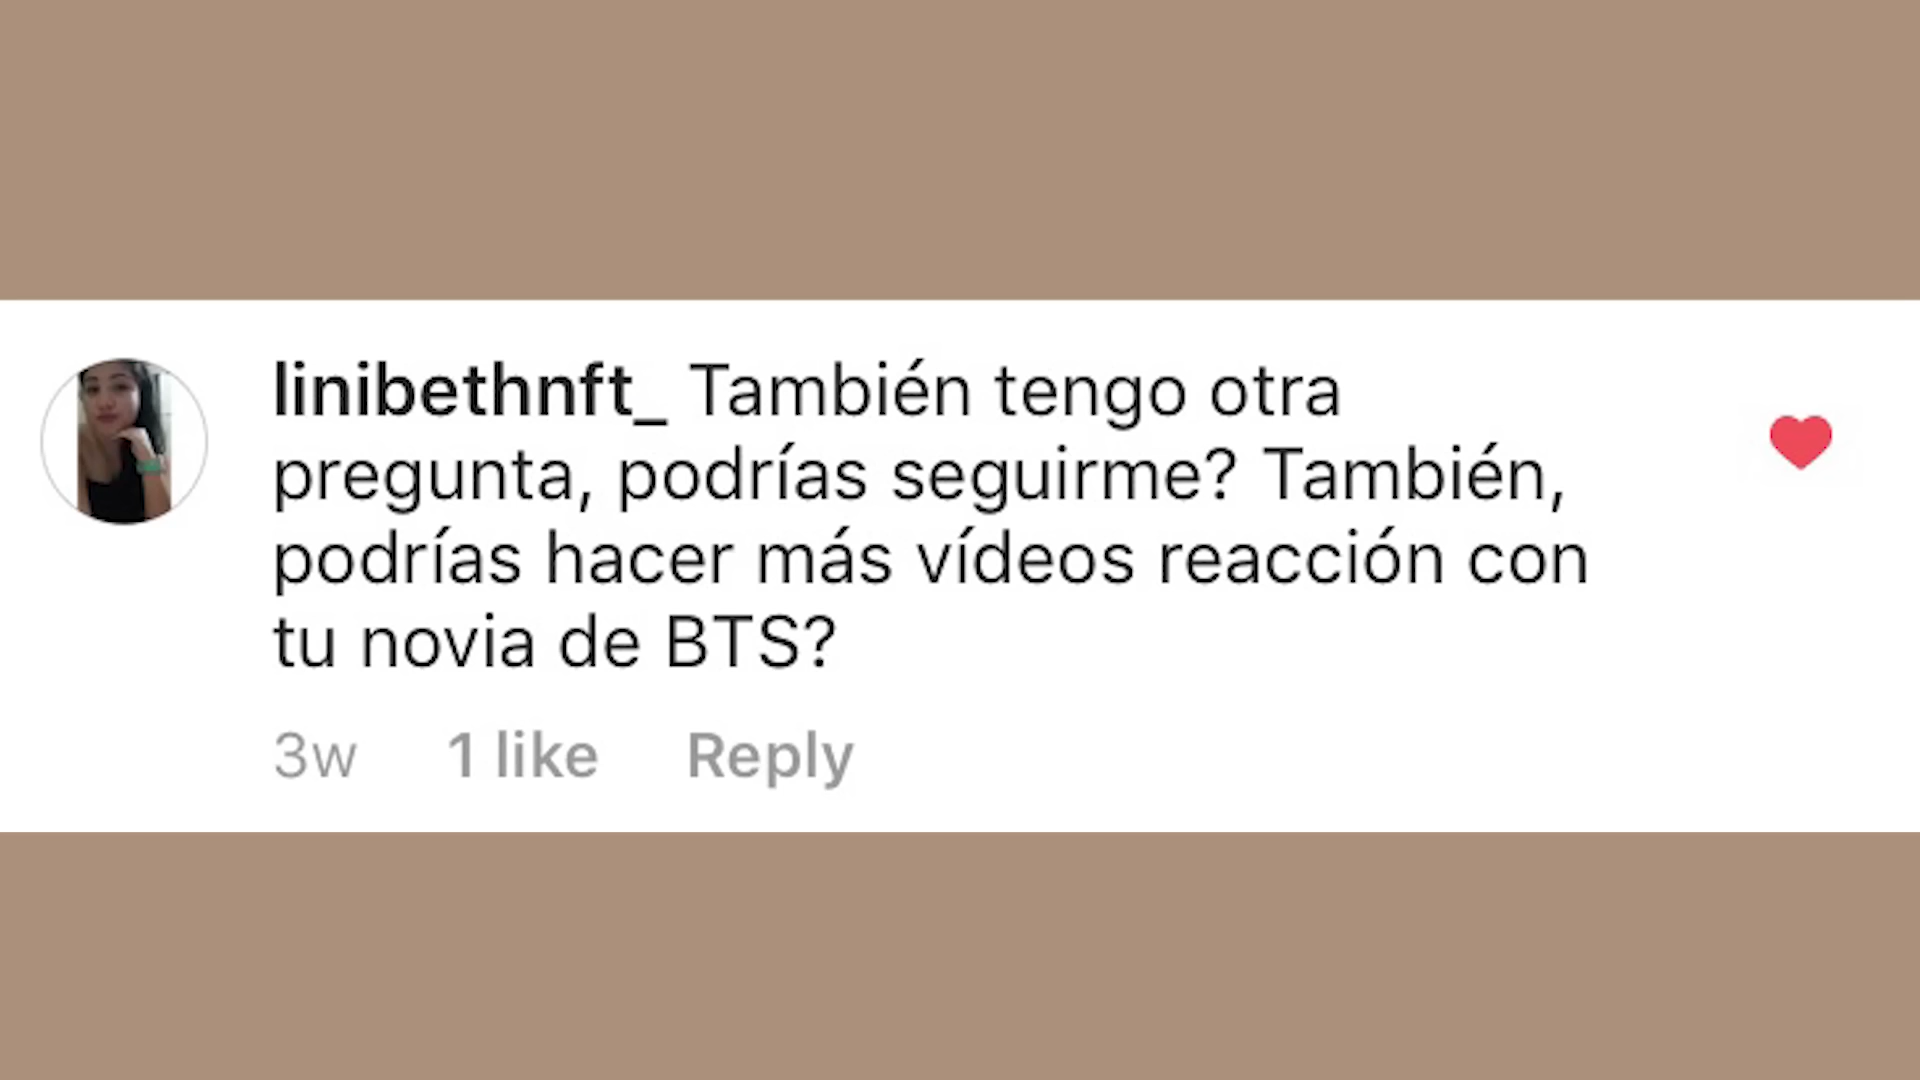 linibethnft_ También tengo otra
pregunta, podrías seguirme? También,
podrías hacer más vídeos reacción con
tu novia de BTS?
3w 1 like Reply